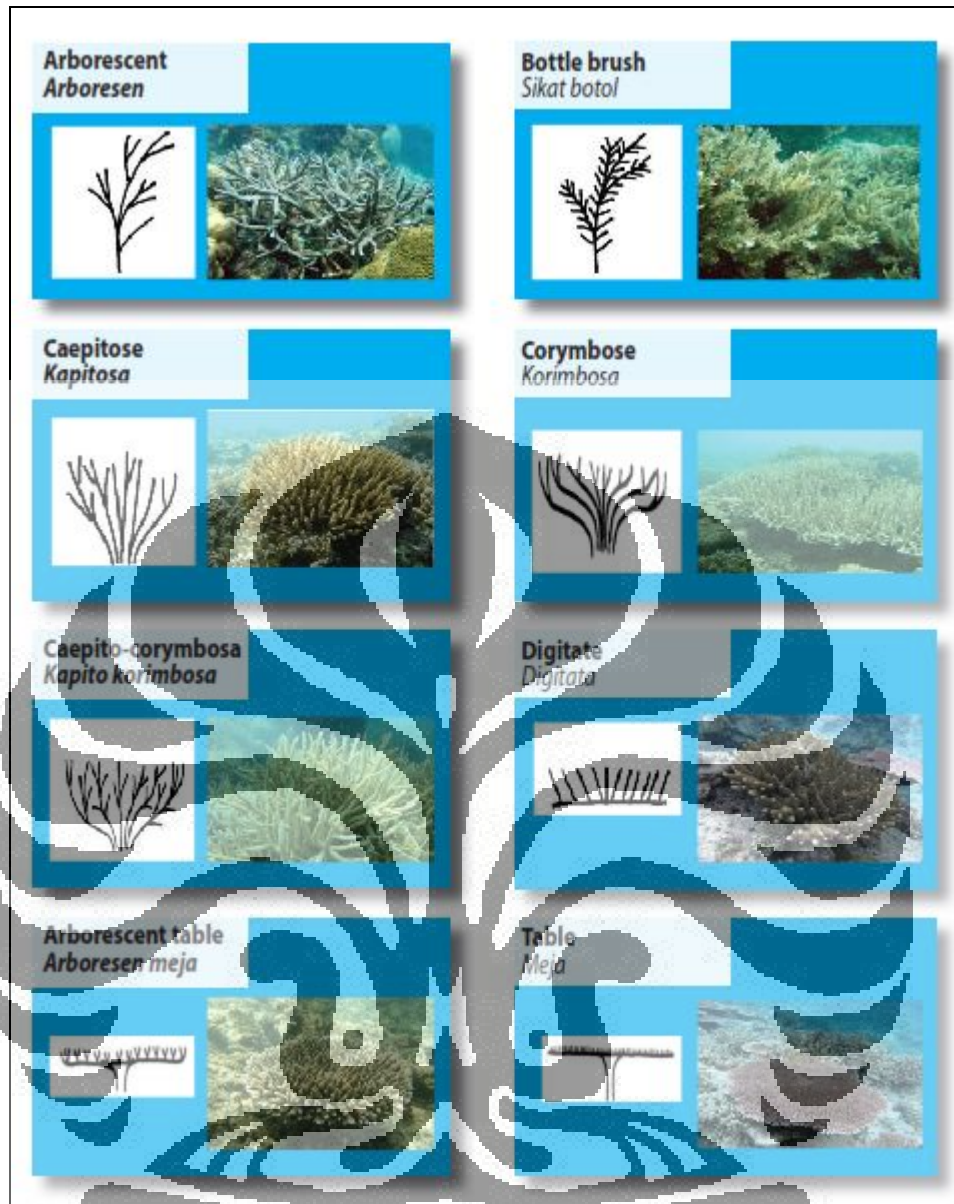 Arborescent
Arboresen
Bottle brush
Sikat botol
Caepitose
Kapitosa
Corymbose
Korimbosa
Caepito-corymbosa
Kapito korimbosa
Digitate
Digitata
Arborescent table
Arboresen meja
Table
Meja